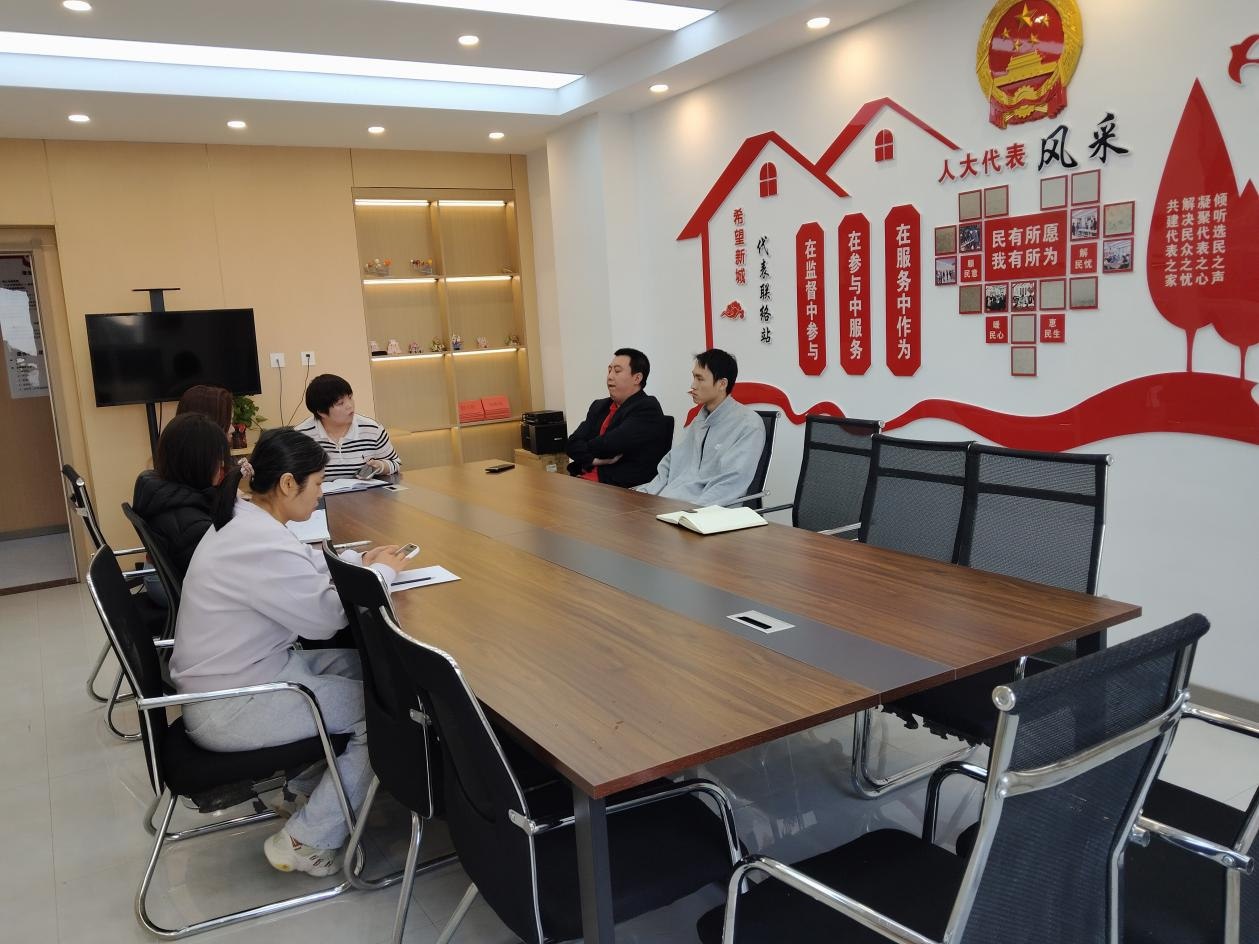 人大代表风采
希望新城
代表联络站
在监督中参与
在参与中服务
在服务中作为
民有所愿
我有所为
顺
民意
解
民忧
暖
民心
惠
民生
倾听选民之声
凝聚代表之心
解决民众之忧
共建代表之家